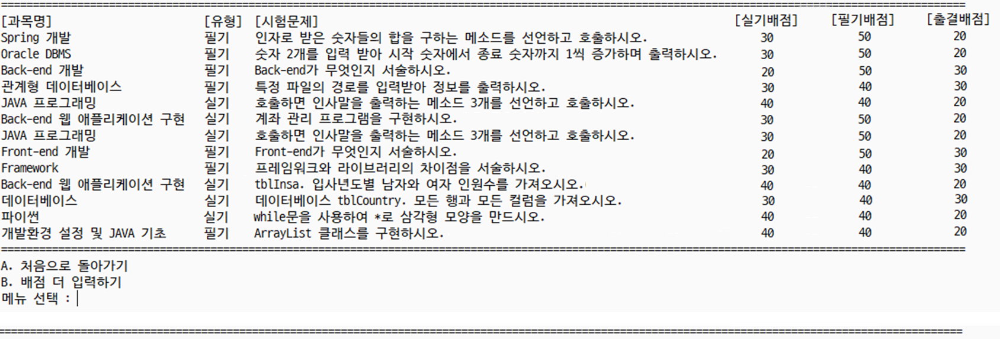 ================================================================================
[과목명] [유형] [시험문제] [실기배점] [필기배점] [출결배점]
Spring 개발 필기 인자로 받은 숫자들의 합을 구하는 메소드를 선언하고 호출하시오. 30 50 20
Oracle DBMS 필기 숫자 2개를 입력 받아 시작 숫자에서 종료 숫자까지 1씩 증가하며 출력하시오. 30 50 20
Back-end 개발 필기 Back-end가 무엇인지 서술하시오. 20 50 30
관계형 데이터베이스 필기 특정 파일의 경로를 입력받아 정보를 출력하시오. 30 40 30
JAVA 프로그래밍 실기 호출하면 인사말을 출력하는 메소드 3개를 선언하고 호출하시오. 40 40 20
Back-end 웹 애플리케이션 구현 실기 계좌 관리 프로그램을 구현하시오. 30 50 20
JAVA 프로그래밍 실기 호출하면 인사말을 출력하는 메소드 3개를 선언하고 호출하시오. 30 50 20
Front-end 개발 필기 Front-end가 무엇인지 서술하시오. 20 50 30
Framework 필기 프레임워크와 라이브러리의 차이점을 서술하시오. 30 40 30
Back-end 웹 애플리케이션 구현 실기 tblInsa. 입사년도별 남자와 여자 인원수를 가져오시오. 40 40 20
데이터베이스 실기 데이터베이스 tblCountry. 모든 행과 모든 컬럼을 가져오시오. 30 40 30
파이썬 실기 while문을 사용하여 *로 삼각형 모양을 만드시오. 40 40 20
개발환경 설정 및 JAVA 기초 필기 ArrayList 클래스를 구현하시오. 40 40 20
================================================================================
A. 처음으로 돌아가기
B. 배점 더 입력하기
메뉴 선택 :
================================================================================